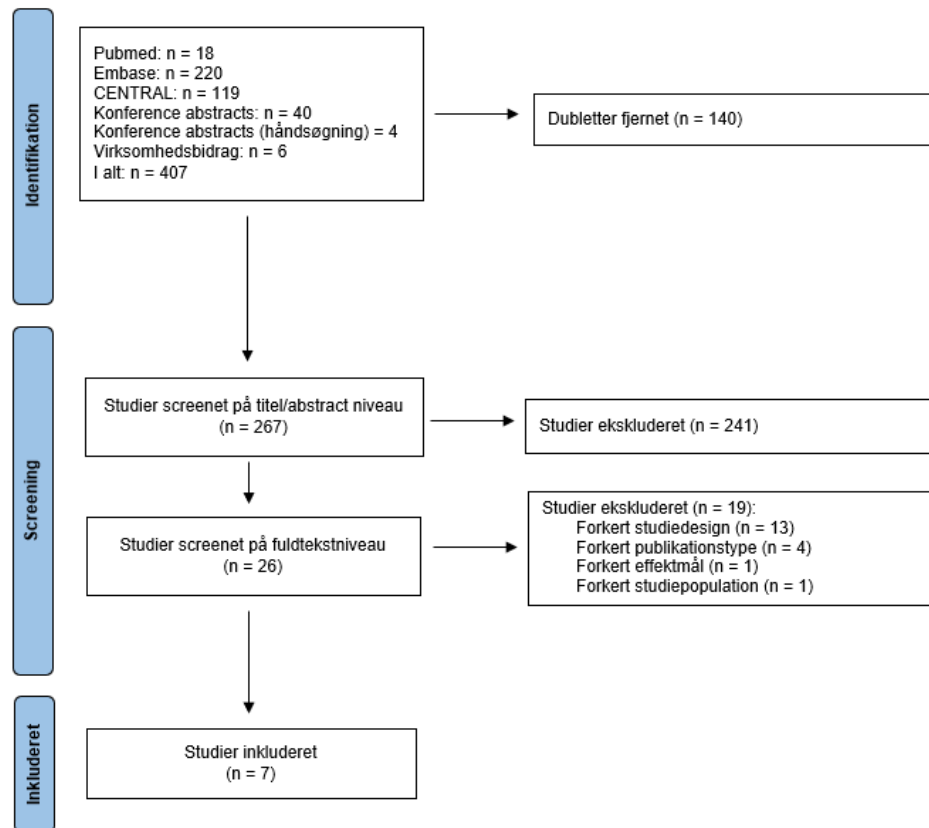 Identifikation
Pubmed: n = 18
Embase: n = 220
CENTRAL: n = 119
Konference abstracts: n = 40
Konference abstracts (håndsøgning) = 4
Virksomhedsbidrag: n = 6
I alt: n = 407
Dubletter fjernet (n = 140)
Screening
Studier screenet på titel/abstract niveau
(n = 267)
Studier ekskluderet (n = 241)
Studier screenet på fuldtekstniveau
(n = 26)
Studier ekskluderet (n = 19):
Forkert studiedesign (n = 13)
Forkert publikationstype (n = 4)
Forkert effektmål (n = 1)
Forkert studiepopulation (n = 1)
Inkluderet
Studier inkluderet
(n = 7)